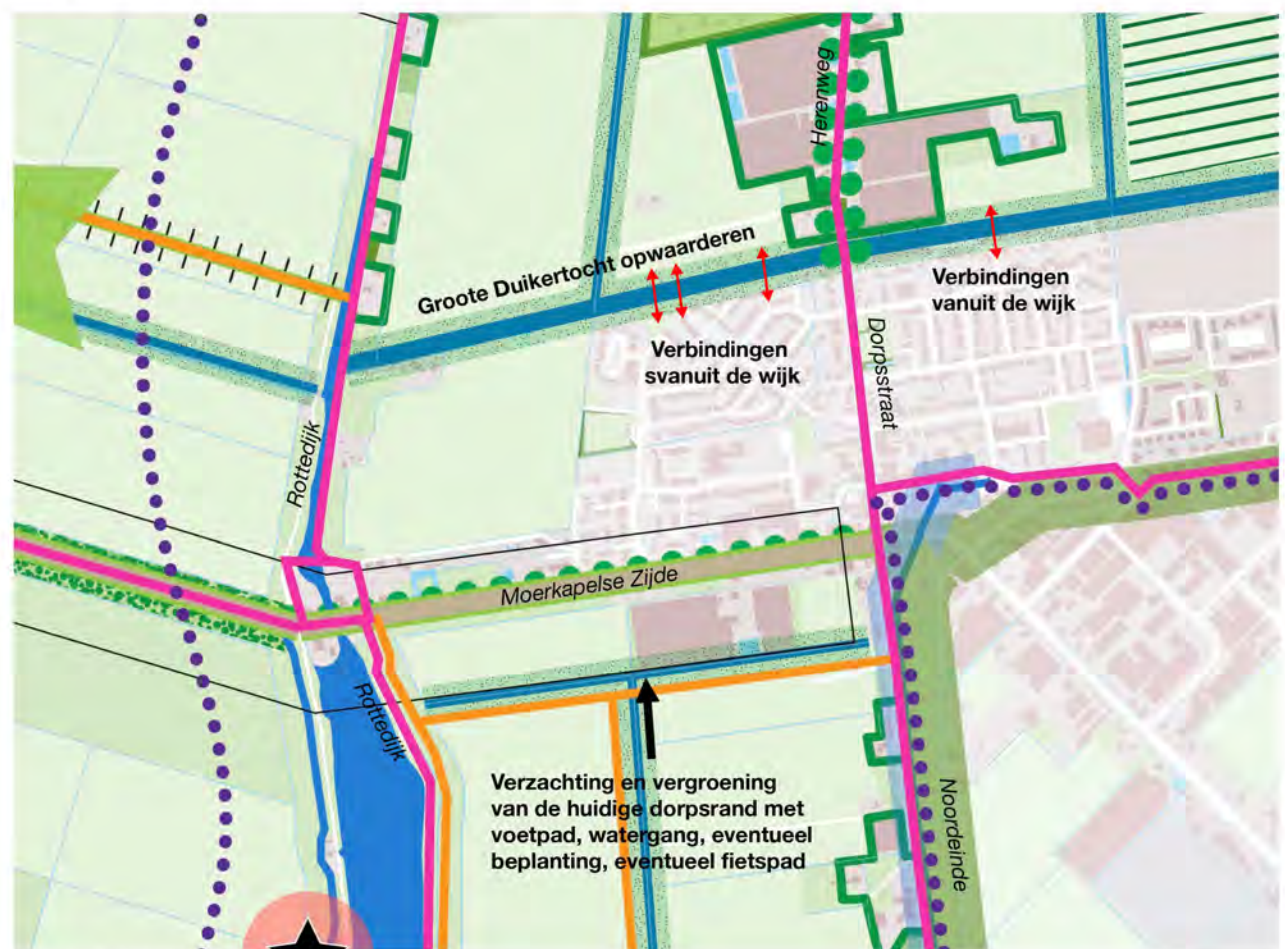 Herenweg
Groote Duikertocht opwaarderen
Verbindingen
vanuit de wijk
Verbindingen
svanuit de wijk
Dorpsstraat
Rottedijk
Moerkapelse Zijde
Rottedijk
Verzachting en vergroening
van de huidige dorpsrand met
voetpad, watergang, eventueel
beplanting, eventueel fietspad
Noordeinde